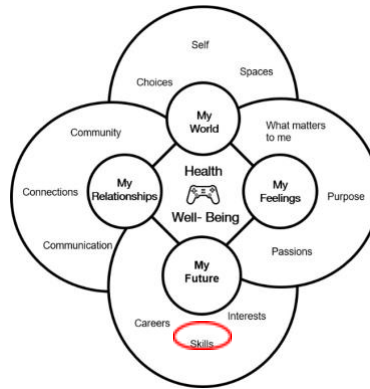 Self
Spaces
Choices
My
World
Community
What matters
to me
Health
My
Relationships
My
Feelings
Connections
Purpose
Well- Being
Communication
Passions
My
Future
Careers
Interests
Skills